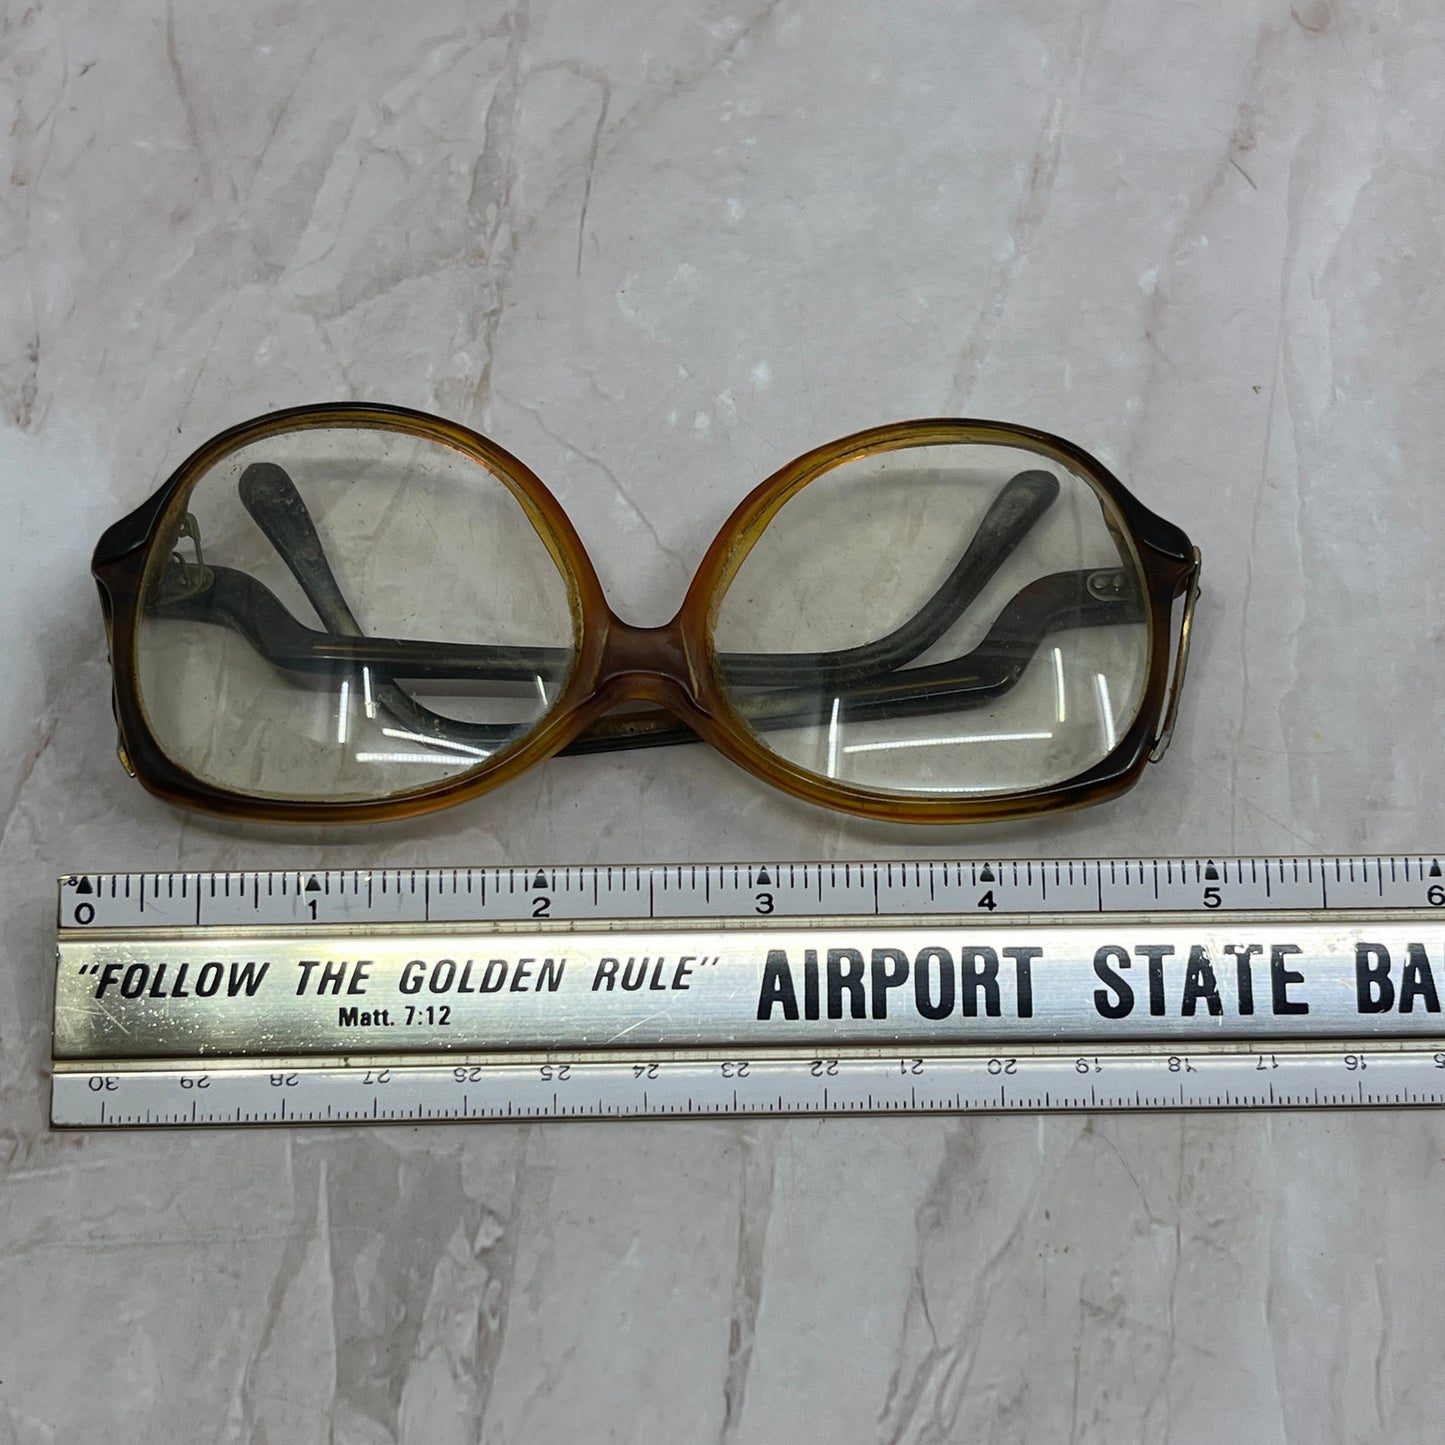 0 1 2 3 4 5 6
"FOLLOW THE GOLDEN RULE" AIRPORT STATE BA
Matt. 7:12
30 29 28 27 26 25 24 23 22 21 20 19 18 17 16